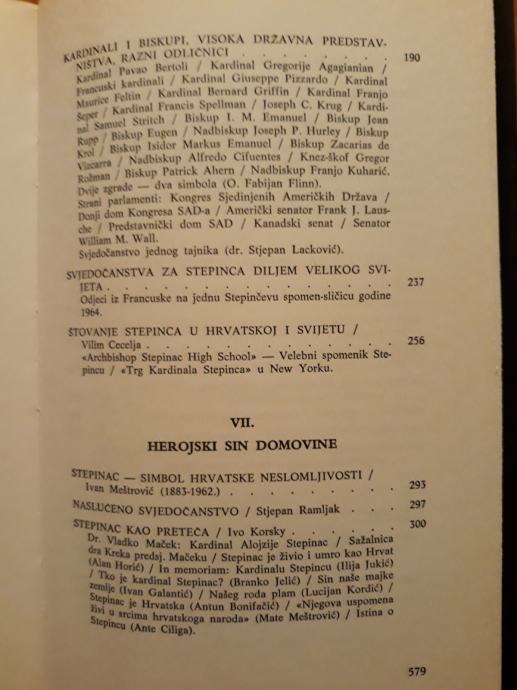 KARDINALI I BISKUPI, VISOKA DRŽAVNA PREDSTAV-
NIŠTVA, RAZNI ODLIČNICI . . . . . . . 190
Kardinal Pavao Bertoli / Kardinal Gregorije Agagianian /
Francuski kardinali / Kardinal Giuseppe Pizzardo / Kardinal
Maurice Feltin / Kardinal Bernard Griffin / Kardinal Franjo
Šeper / Kardinal Francis Spellman / Joseph C. Krug / Kardi-
nal Samuel Stritch / Biskup I. M. Emanuel / Biskup Jean
Rupp / Biskup Eugen / Nadbiskup Joseph P. Hurley / Biskup
Krol / Biskup Isidor Markus Emanuel / Biskup Zacarias de
Vizcarra / Nadbiskup Alfredo Cifuentes / Knez-škof Gregor
Rožman / Biskup Patrick Ahern / Nadbiskup Franjo Kuharić.
Dvije zgrade — dva simbola (O. Fabijan Flinn).
Strani parlamenti: Kongres Sjedinjenih Američkih Država /
Donji dom Kongresa SAD-a / Američki senator Frank J. Laus-
che / Predstavnički dom SAD / Kanadski senat / Senator
William M. Wall.
Svjedočanstvo jednog tajnika (dr. Stjepan Lacković).
SVJEDOČANSTVA ZA STEPINCA DILJEM VELIKOG SVI-
JETA . . . . . . . . . . . . . . 237
Odjeci iz Francuske na jednu Stepinčevu spomen-sličicu godine
1964.
ŠTOVANJE STEPINCA U HRVATSKOJ I SVIJETU /
Vilim Cecelja . . . . . . . . . . . . 256
«Archbishop Stepinac High School» — Velebni spomenik Ste-
pincu / «Trg Kardinala Stepinca» u New Yorku.
VII.
HEROJSKI SIN DOMOVINE
STEPINAC — SIMBOL HRVATSKE NESLOMLJIVOSTI /
Ivan Meštrović (1883-1962.) . . . . . . . 293
NASLUĆENO SVJEDOČANSTVO / Stjepan Ramljak . . . 297
STEPINAC KAO PRETEČA / Ivo Korsky . . . . . . 300
Dr. Vladko Maček: Kardinal Alojzije Stepinac / Sažalnica
dra Kreka predsj. Mačeku / Stepinac je živio i umro kao Hrvat
(Alan Horić) / In memoriam: Kardinalu Stepincu (Ilija Jukić)
/ Tko je kardinal Stepinac? (Branko Jelić) / Sin naše majke
zemlje (Ivan Galantić) / Našeg roda plam (Lucijan Kordić) /
Stepinac je Hrvatska (Antun Bonifačić) / «Njegova uspomena
živi u srcima hrvatskoga naroda» (Mate Meštrović) / Istina o
Stepincu (Ante Ciliga).
579